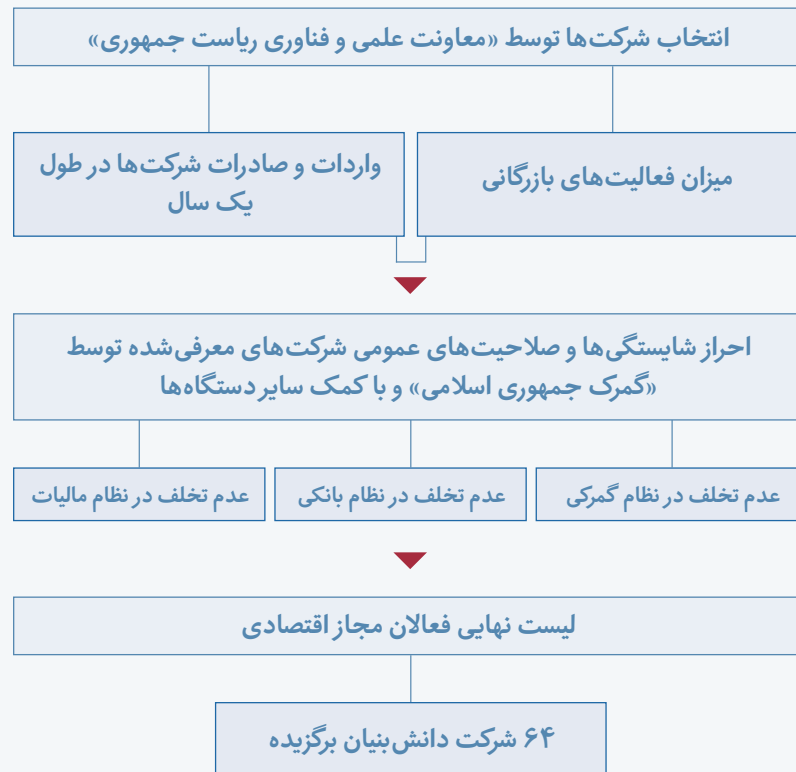 انتخاب شرکت‌ها توسط «معاونت علمی و فناوری ریاست جمهوری»
میزان فعالیت‌های بازرگانی
واردات و صادرات شرکت‌ها در طول
یک سال
احراز شایستگی‌ها و صلاحیت‌های عمومی شرکت‌های معرفی‌شده توسط
«گمرک جمهوری اسلامی» و با کمک سایر دستگاه‌ها
عدم تخلف در نظام گمرکی
عدم تخلف در نظام بانکی
عدم تخلف در نظام مالیات
لیست نهایی فعالان مجاز اقتصادی
۶۴ شرکت دانش‌بنیان برگزیده